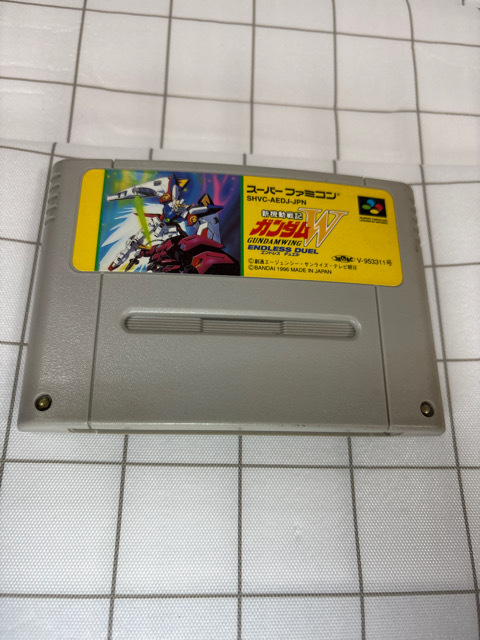 スーパーファミコン®
SHVC-AEDJ-JPN
新機動戦記
ガンダムW
GUNDAMWING
ENDLESS DUEL
エンドレス デュエル
©創通エージェンシー・サンライズ・テレビ朝日
©BANDAI 1996 MADE IN JAPAN
V-953311号